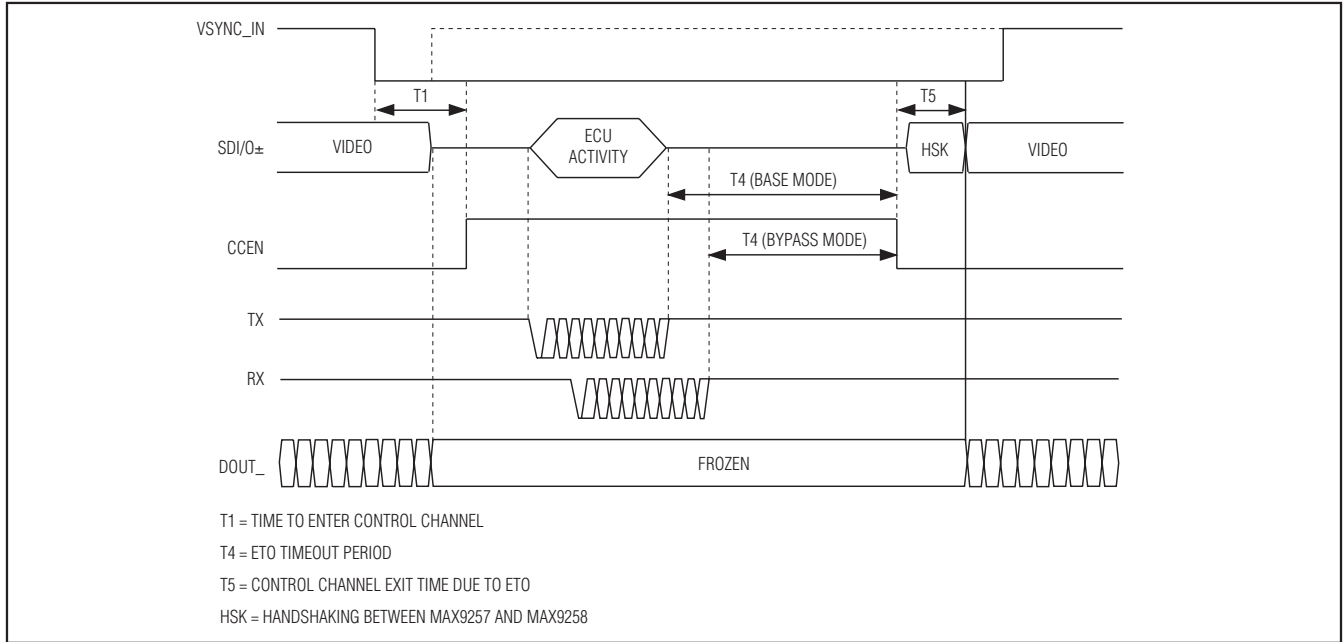 VSYNC_IN
T1
T5
SDI/O±
VIDEO
ECU
ACTIVITY
HSK
VIDEO
T4 (BASE MODE)
CCEN
T4 (BYPASS MODE)
TX
RX
DOUT_
FROZEN
T1 = TIME TO ENTER CONTROL CHANNEL
T4 = ETO TIMEOUT PERIOD
T5 = CONTROL CHANNEL EXIT TIME DUE TO ETO
HSK = HANDSHAKING BETWEEN MAX9257 AND MAX9258